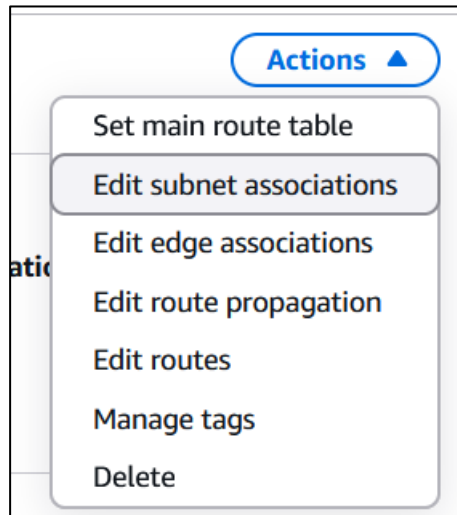 Actions
Set main route table
Edit subnet associations
Edit edge associations
Edit route propagation
Edit routes
Manage tags
Delete